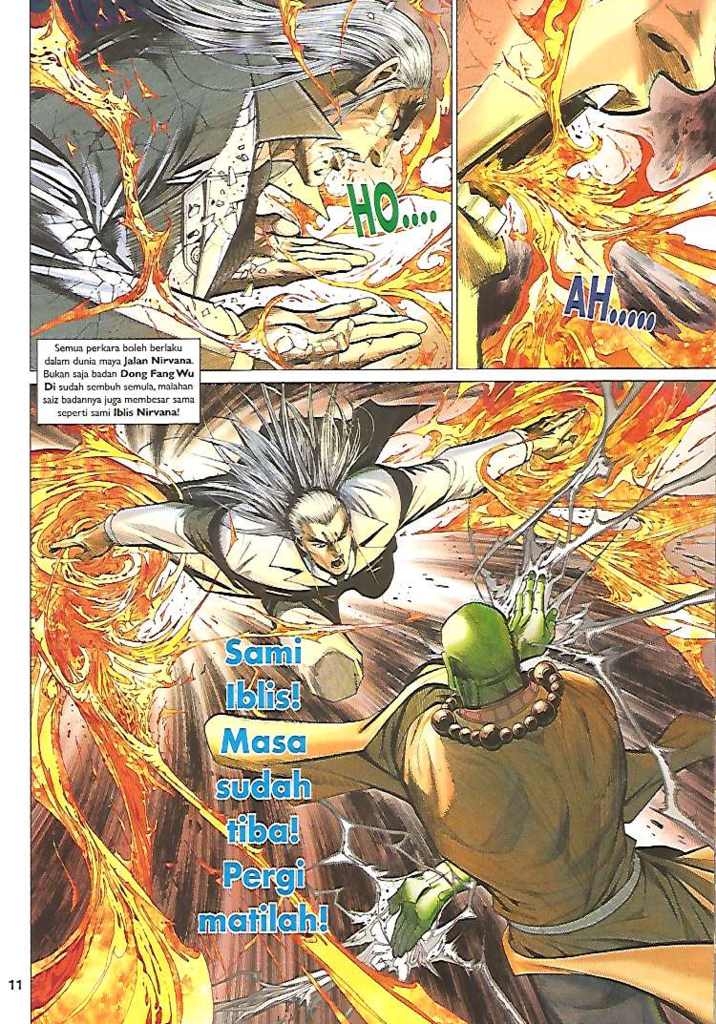 HO....
AH.....
Semua perkara boleh berlaku
dalam dunia maya Jalan Nirvana.
Bukan saja badan Dong Fang Wu
Di sudah sembuh semula, malahan
saiz badannya juga membesar sama
seperti sami Iblis Nirvana!
Sami
Iblis!
Masa
sudah
tiba!
Pergi
matilah!
11